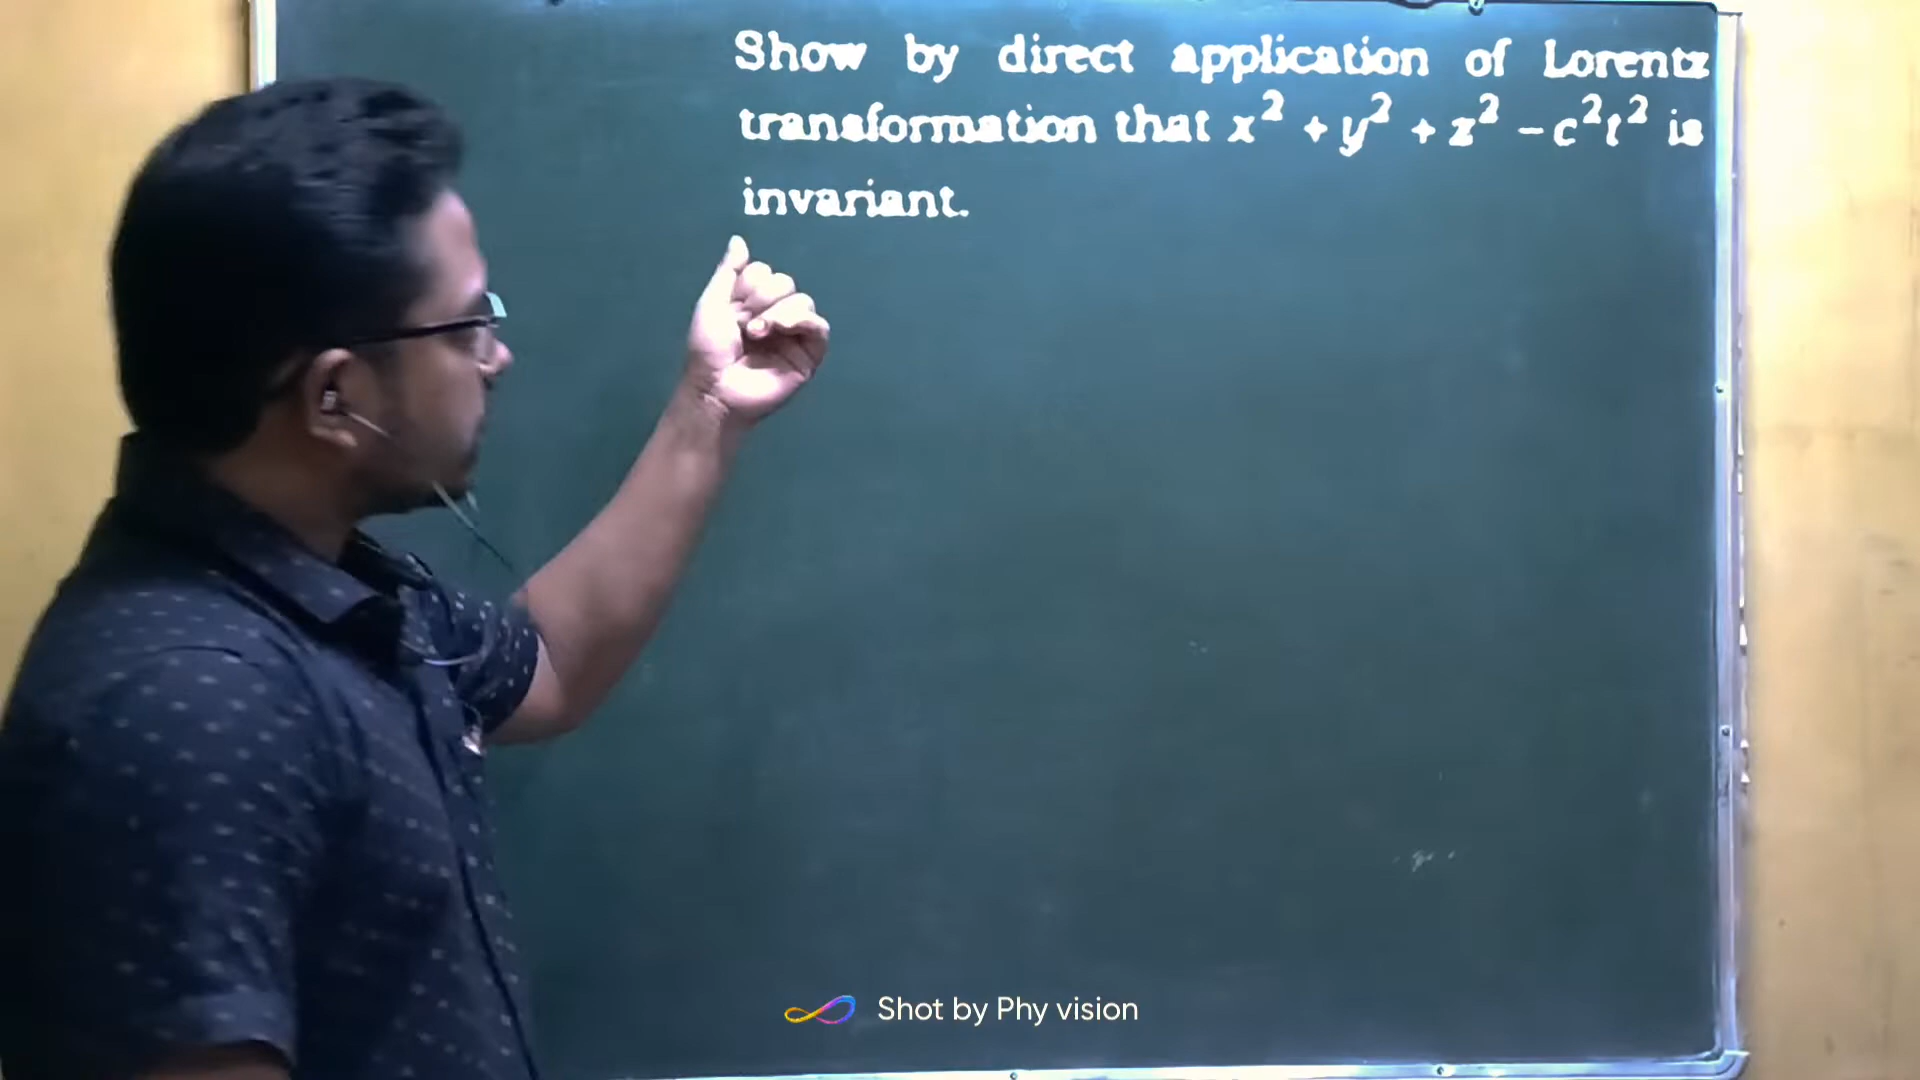 Show by direct application of Lorentz
transformation that x² + y² + z² − c²t² is
invariant.
Shot by Phy vision